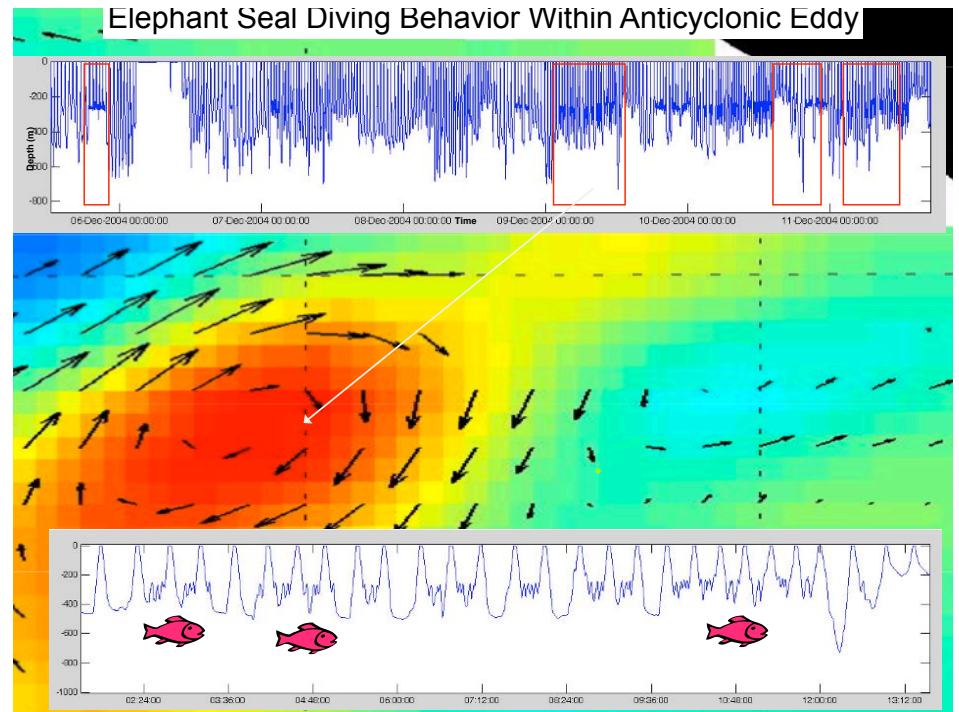 Elephant Seal Diving Behavior Within Anticyclonic Eddy
0
-200
-400
-600
-800
Depth (m)
06-Dec-2004 00:00:00 07-Dec-2004 00:00:00 08-Dec-2004 00:00:00 Time 09-Dec-2004 00:00:00 10-Dec-2004 00:00:00 11-Dec-2004 00:00:00
0
-200
-400
-600
-800
-1000
02:24:00 03:36:00 04:48:00 06:00:00 07:12:00 08:24:00 09:36:00 10:48:00 12:00:00 13:12:00